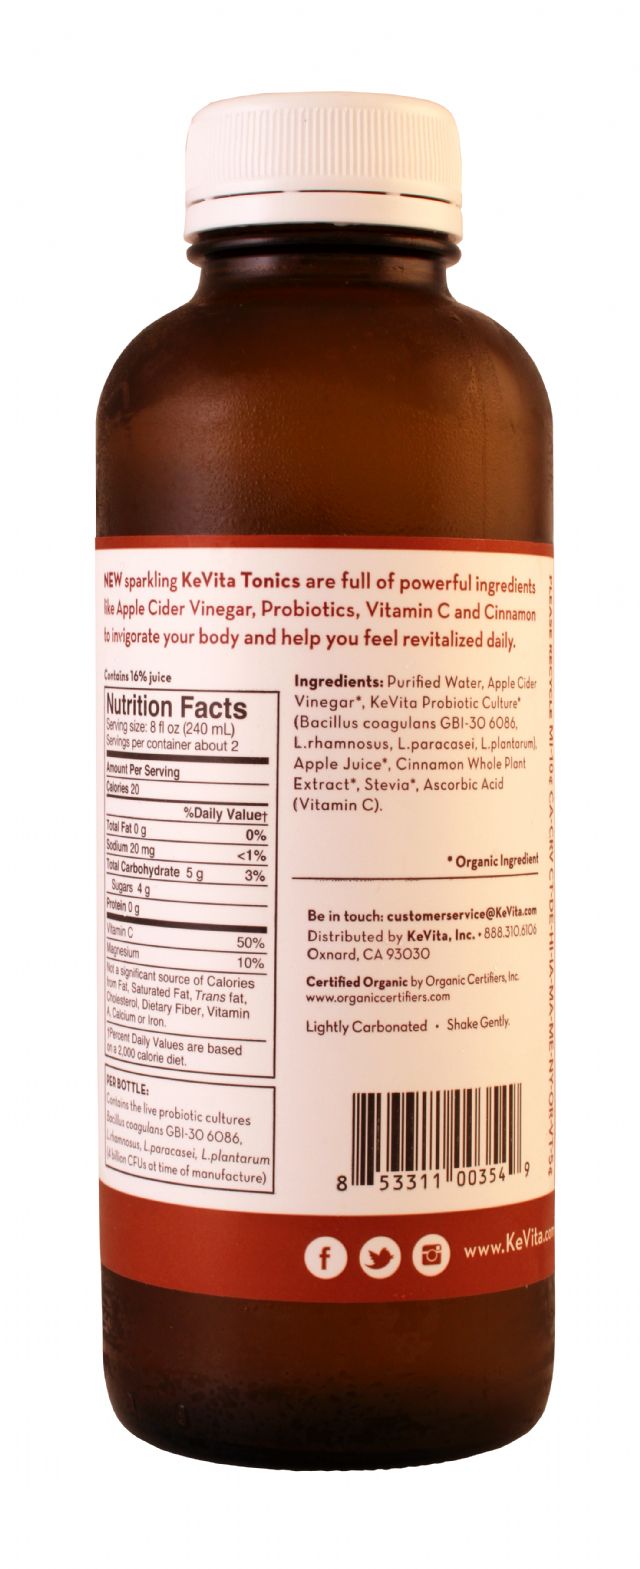 NEW sparkling KeVita Tonics are full of powerful ingredients
like Apple Cider Vinegar, Probiotics, Vitamin C and Cinnamon
to invigorate your body and help you feel revitalized daily.
Contains 16% juice
Nutrition Facts
Serving size: 8 fl oz (240 mL)
Servings per container about 2
Amount Per Serving
Calories 20
%Daily Value†
Total Fat 0 g 0%
Sodium 20 mg <1%
Total Carbohydrate 5 g 3%
Sugars 4 g
Protein 0 g
Vitamin C 50%
Magnesium 10%
Not a significant source of Calories
from Fat, Saturated Fat, Trans fat,
Cholesterol, Dietary Fiber, Vitamin
A, Calcium or Iron.
†Percent Daily Values are based
on a 2,000 calorie diet.
PER BOTTLE:
Contains the live probiotic cultures
Bacillus coagulans GBI-30 6086,
L.rhamnosus, L.paracasei, L.plantarum
(4 billion CFUs at time of manufacture)
Ingredients: Purified Water, Apple Cider
Vinegar*, KeVita Probiotic Culture*
(Bacillus coagulans GBI-30 6086,
L.rhamnosus, L.paracasei, L.plantarum),
Apple Juice*, Cinnamon Whole Plant
Extract*, Stevia*, Ascorbic Acid
(Vitamin C).
* Organic Ingredient
Be in touch: customerservice@KeVita.com
Distributed by KeVita, Inc. • 888.310.6106
Oxnard, CA 93030
Certified Organic by Organic Certifiers, Inc.
www.organiccertifiers.com
Lightly Carbonated • Shake Gently.
8 53311 00354 9
www.KeVita.com
PLEASE RECYCLE